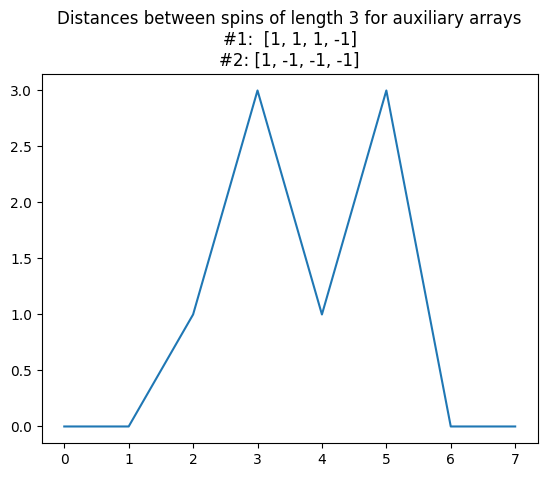 Distances between spins of length 3 for auxiliary arrays
#1:  [1, 1, 1, -1]
#2: [1, -1, -1, -1]
3.0
2.5
2.0
1.5
1.0
0.5
0.0
0 1 2 3 4 5 6 7